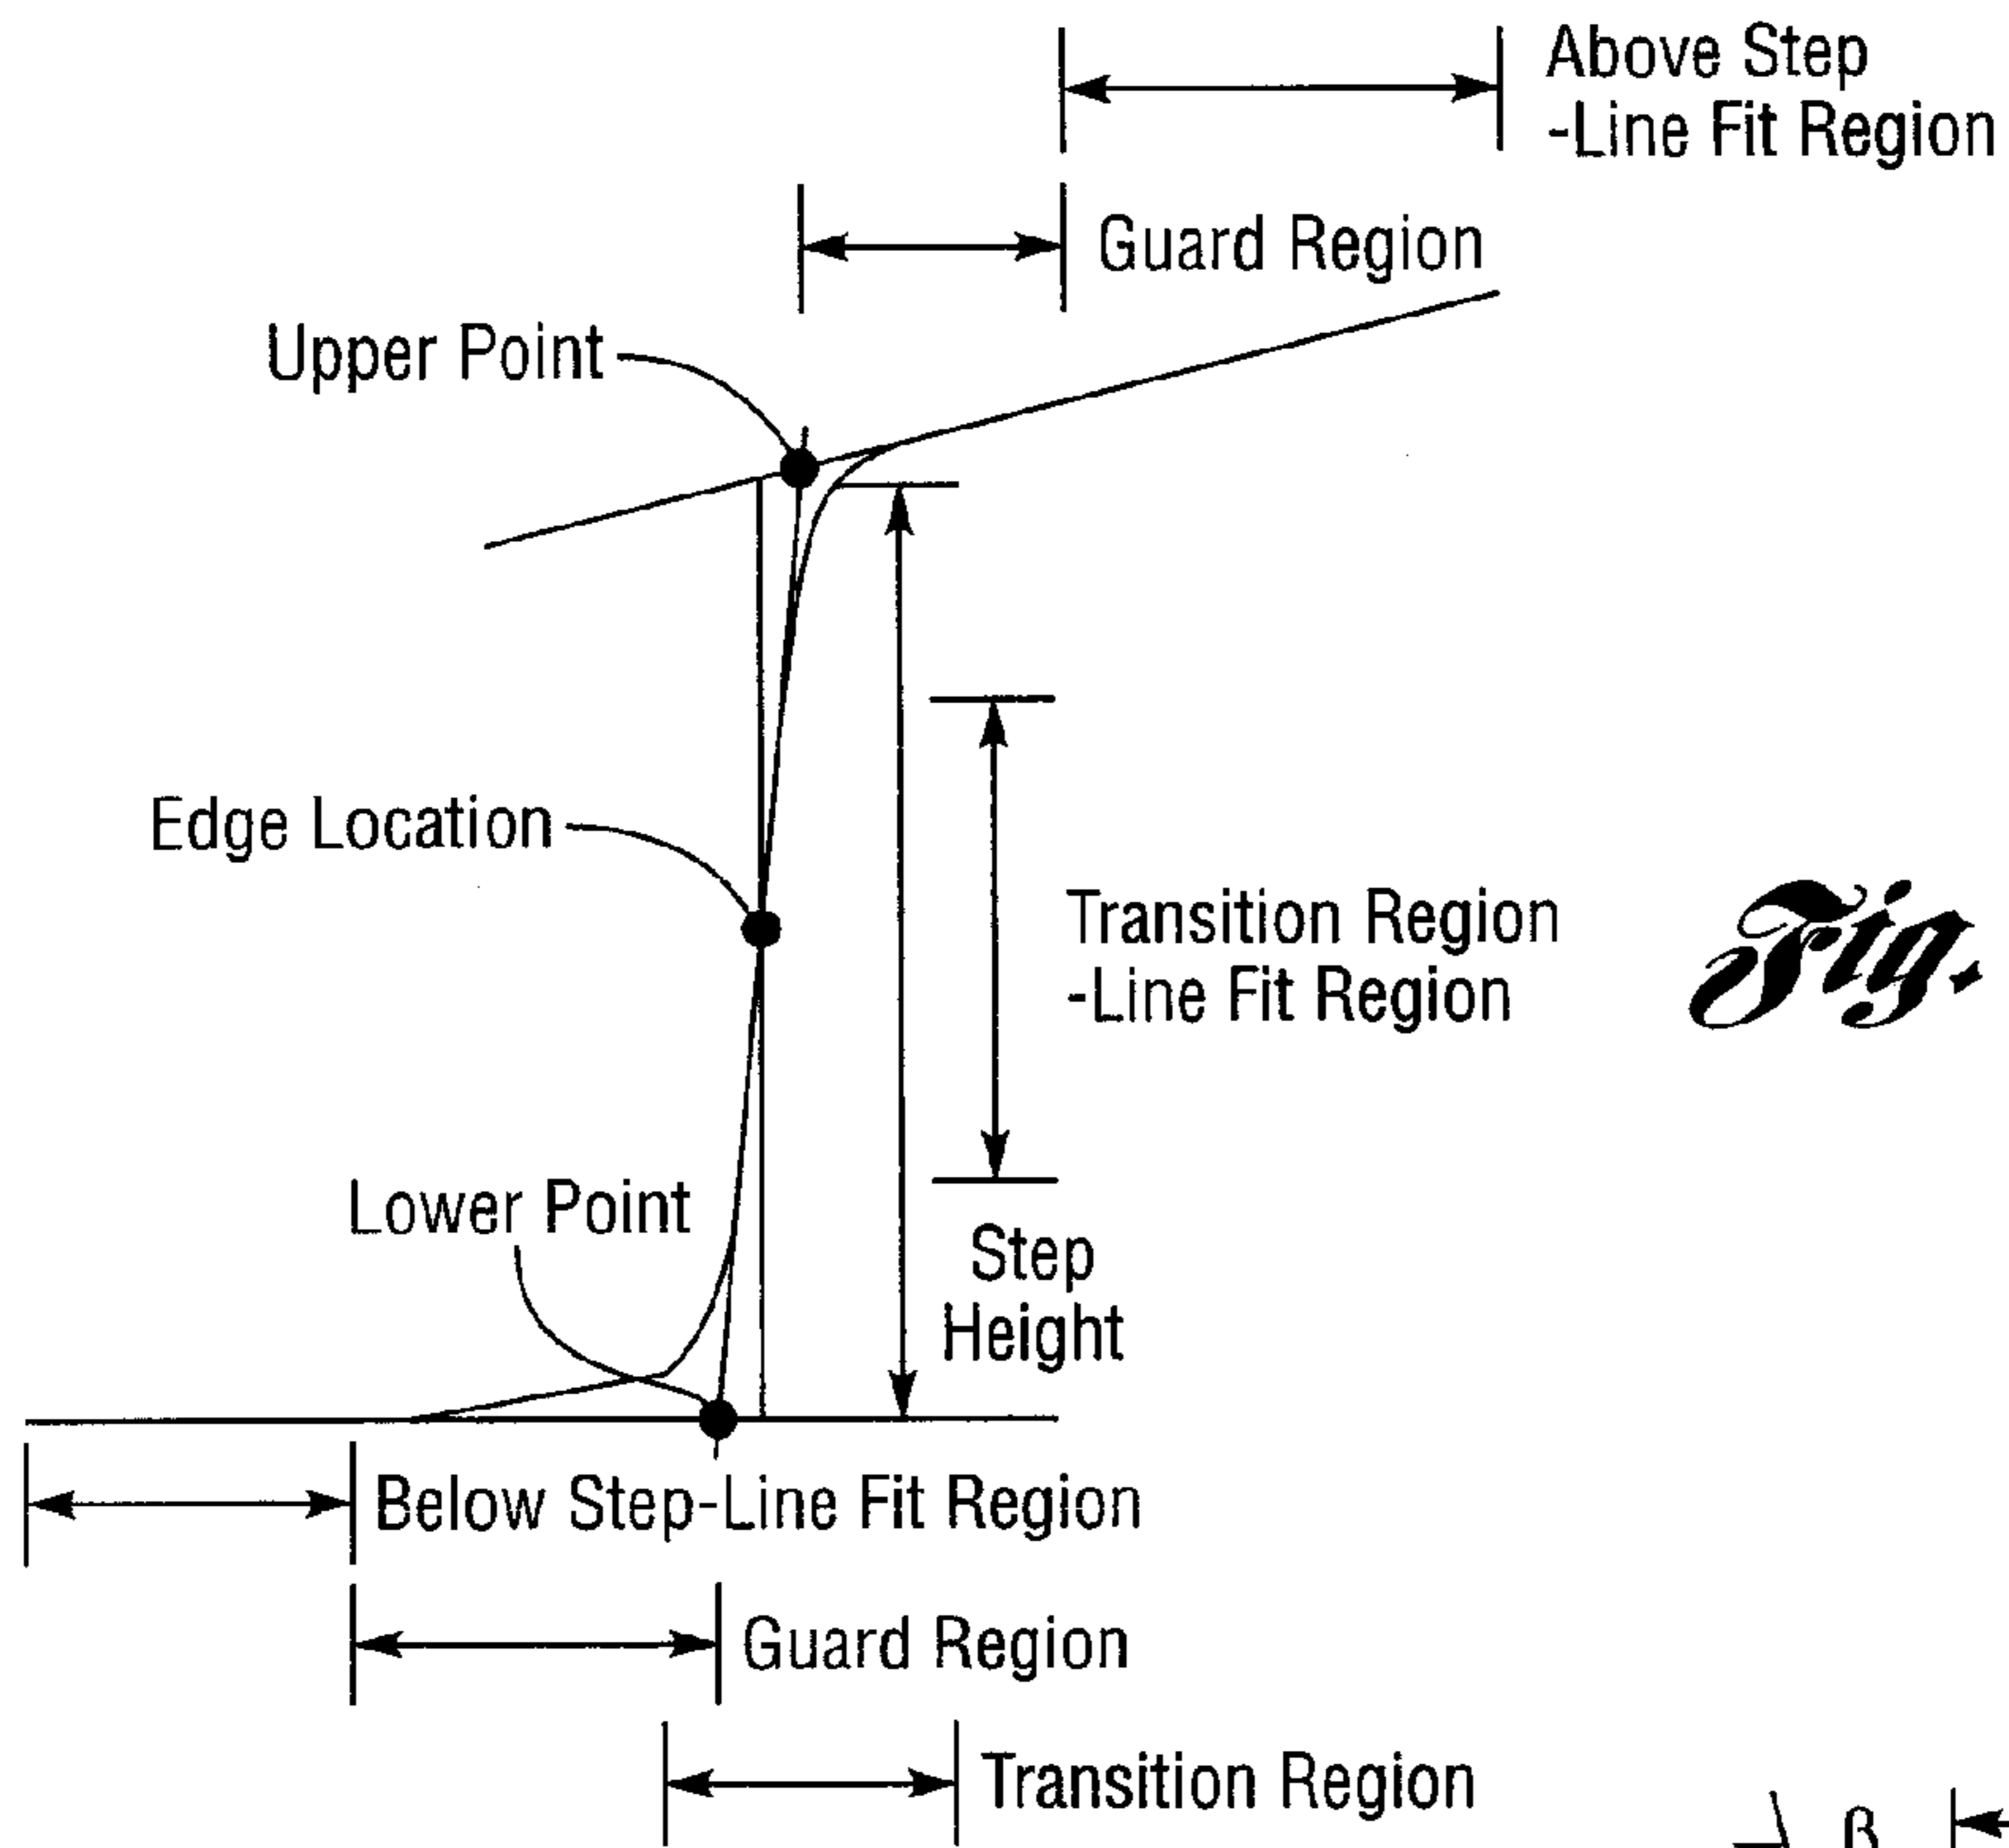 Above Step
-Line Fit Region
Guard Region
Upper Point
Edge Location
Transition Region
-Line Fit Region
Fig.
Lower Point
Step
Height
Below Step-Line Fit Region
Guard Region
Transition Region
β